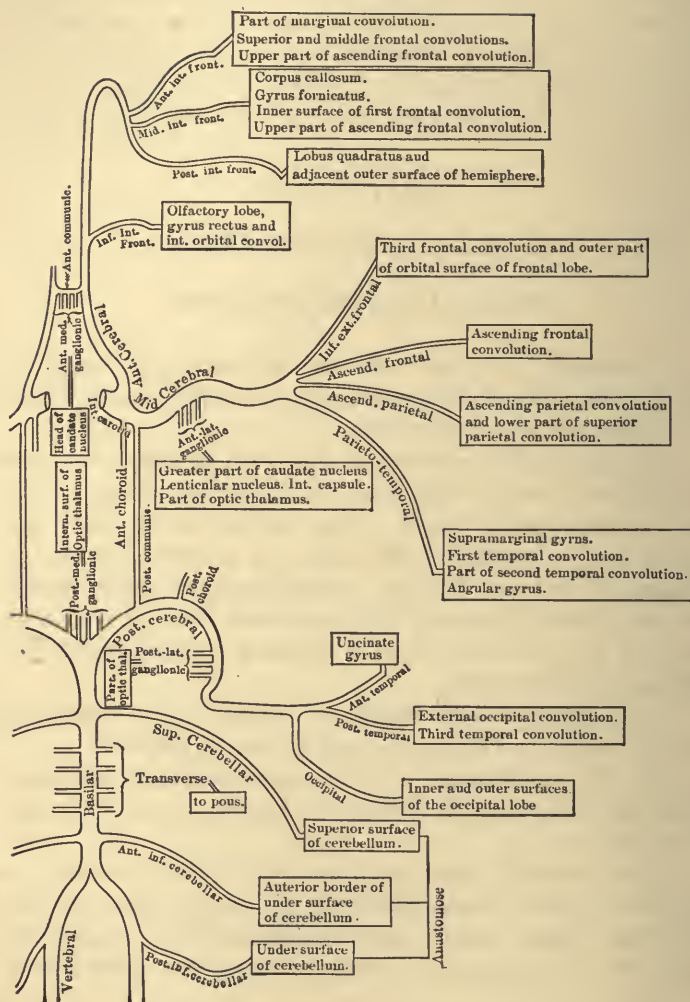 Part of marginal convolution.
Superior nnd middle frontal convolutions.
Upper part of ascending frontal convolution.
Ant. int. front.
Corpus callosum.
Gyrus fornicatus.
Inner surface of first frontal convolution.
Upper part of ascending frontal convolution.
Mid. int. front.
Post. int. front.
Lobus quadratus aud
adjacent outer surface of hemisphere.
Ant. communic.
Olfactory lobe,
gyrus rectus and
int. orbital convol.
Inf. Int
Front.
Third frontal convolution and outer part
of orbital surface of frontal lobe.
Inf. ext. frontal
Ant. med.
ganglionic
Ant. Cerebral
Mid Cerebral
Ascend. frontal
Ascending frontal
convolution.
Ascend. parietal
Ascending parietal convolution
and lower part of superior
parietal convolution.
Int. carotid
Head of
candate
nucleus
Ant.-lat.
ganglionic
Parieto-temporal
Greater part of caudate nucleus
Lenticular nucleus. Int. capsule.
Part of optic thalamus.
Intern. surf. of
Optic thalamus
Ant. choroid
Post. communic.
Supramarginal gyrns.
First temporal convolution.
Part of second temporal convolution.
Angular gyrus.
Post.-med.
ganglionic
Post. choroid
Post. cerebral
Part. of
optic thal.
Post.-lat.
ganglionic
Uncinate
gyrus
Ant. temporal
Post. temporal
External occipital convolution.
Third temporal convolution.
Sup. Cerebellar
Occipital
Inner aud outer surfaces
of the occipital lobe
Basilar
Transverse
to pous.
Superior surface
of cerebellum.
Ant. inf. cerebellar
Auterior border of
under surface
of cerebellum.
Anastomose
Vertebral
Post. inf. cerebellar
Under surface
of cerebellum.